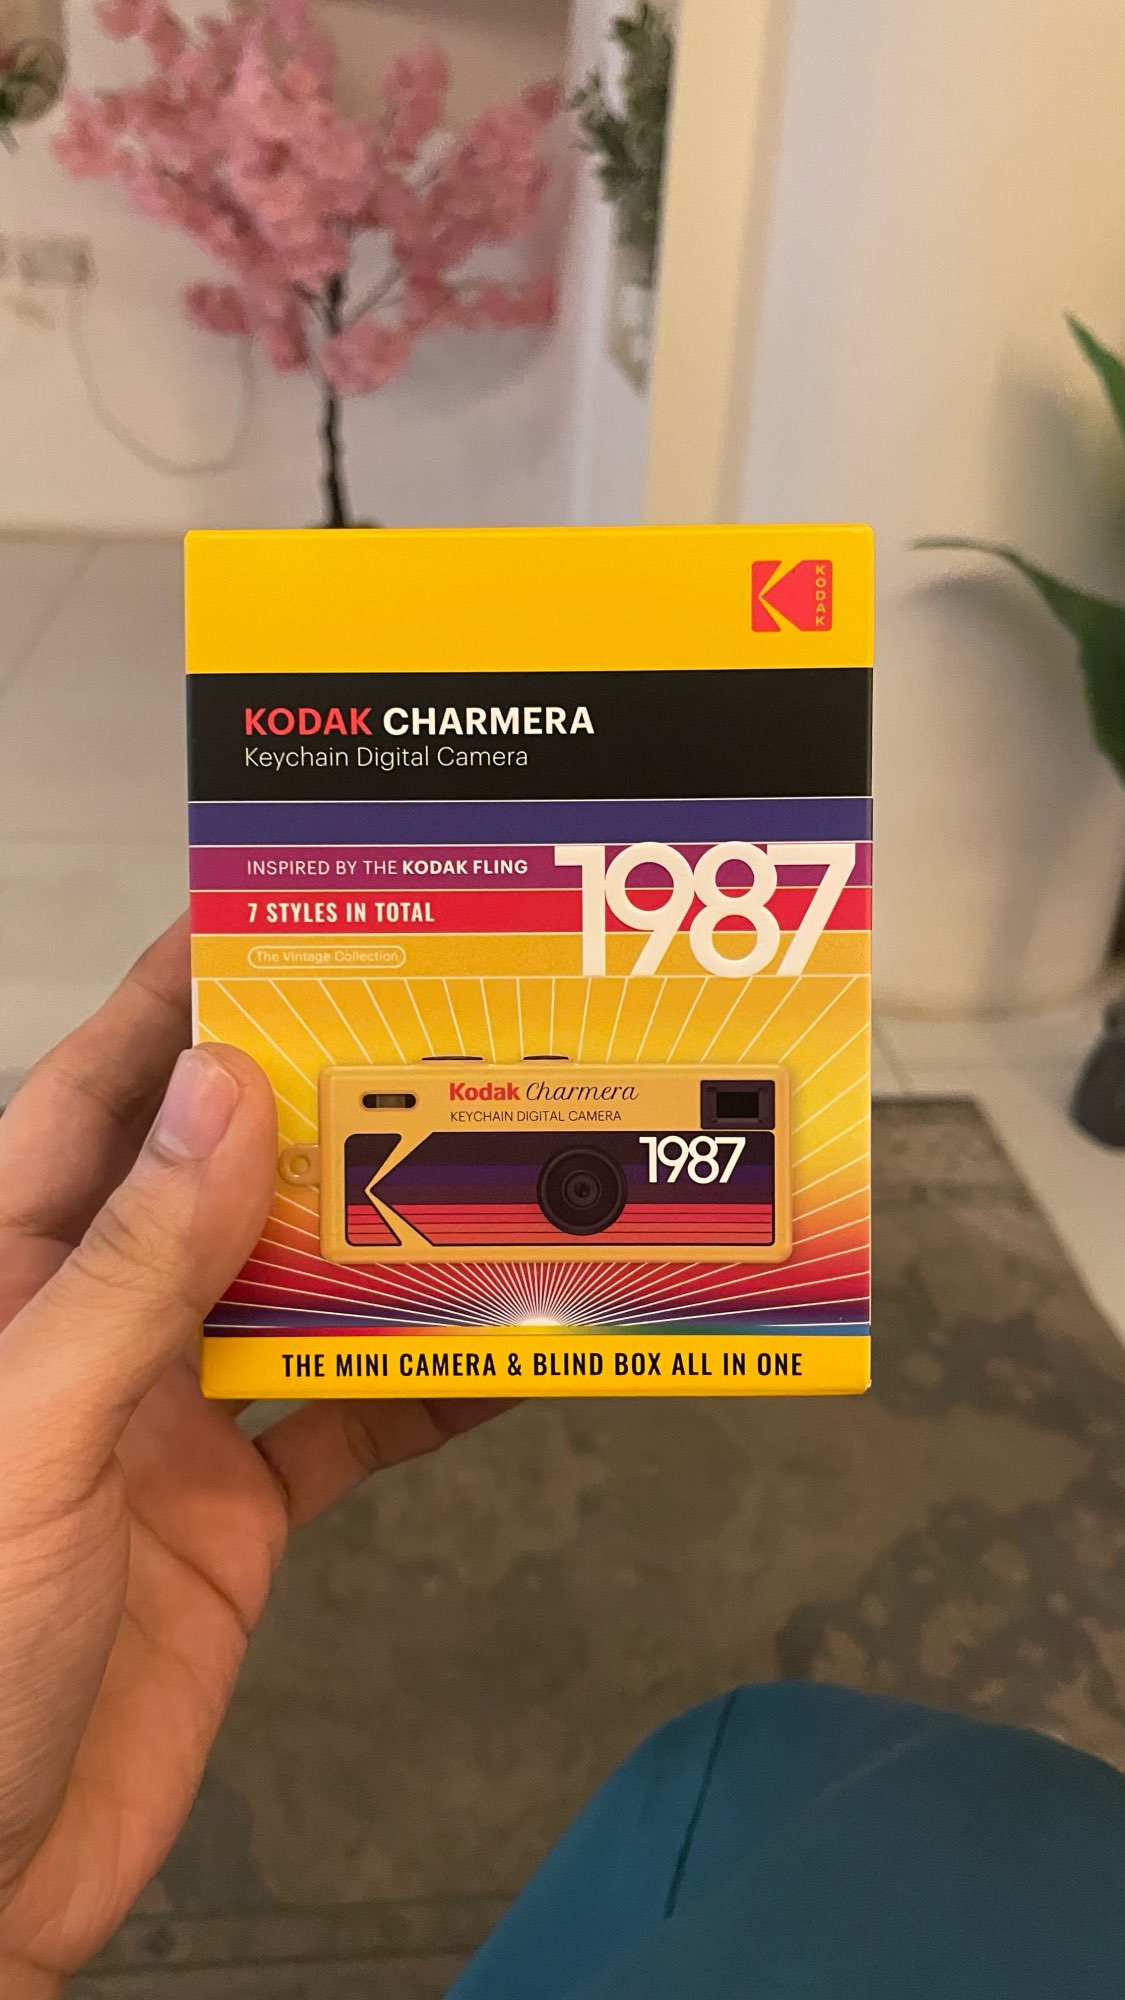 KODAK
KODAK CHARMERA
Keychain Digital Camera
INSPIRED BY THE KODAK FLING
1987
7 STYLES IN TOTAL
The Vintage Collection
Kodak Charmera
KEYCHAIN DIGITAL CAMERA
1987
THE MINI CAMERA & BLIND BOX ALL IN ONE